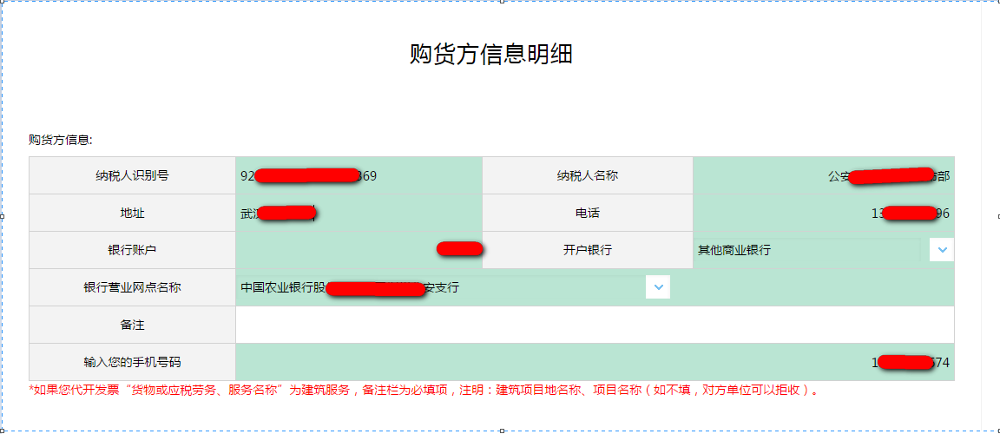 购货方信息明细
购货方信息:
纳税人识别号 92 369 纳税人名称 公安 部
地址 武汉 电话 13 96
银行账户 开户银行 其他商业银行
银行营业网点名称 中国农业银行股 安支行
备注
输入您的手机号码 1 574
*如果您代开发票“货物或应税劳务、服务名称”为建筑服务，备注栏为必填项，注明：建筑项目地名称、项目名称（如不填，对方单位可以拒收）。